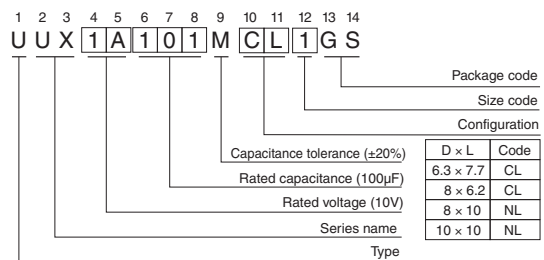 1 2 3 4 5 6 7 8 9 10 11 12 13 14
U U X 1 A 1 0 1 M C L 1 G S
Package code
Size code
Configuration
Capacitance tolerance (±20%)
Rated capacitance (100µF)
Rated voltage (10V)
Series name
Type
D × L Code
6.3 × 7.7 CL
8 × 6.2 CL
8 × 10 NL
10 × 10 NL